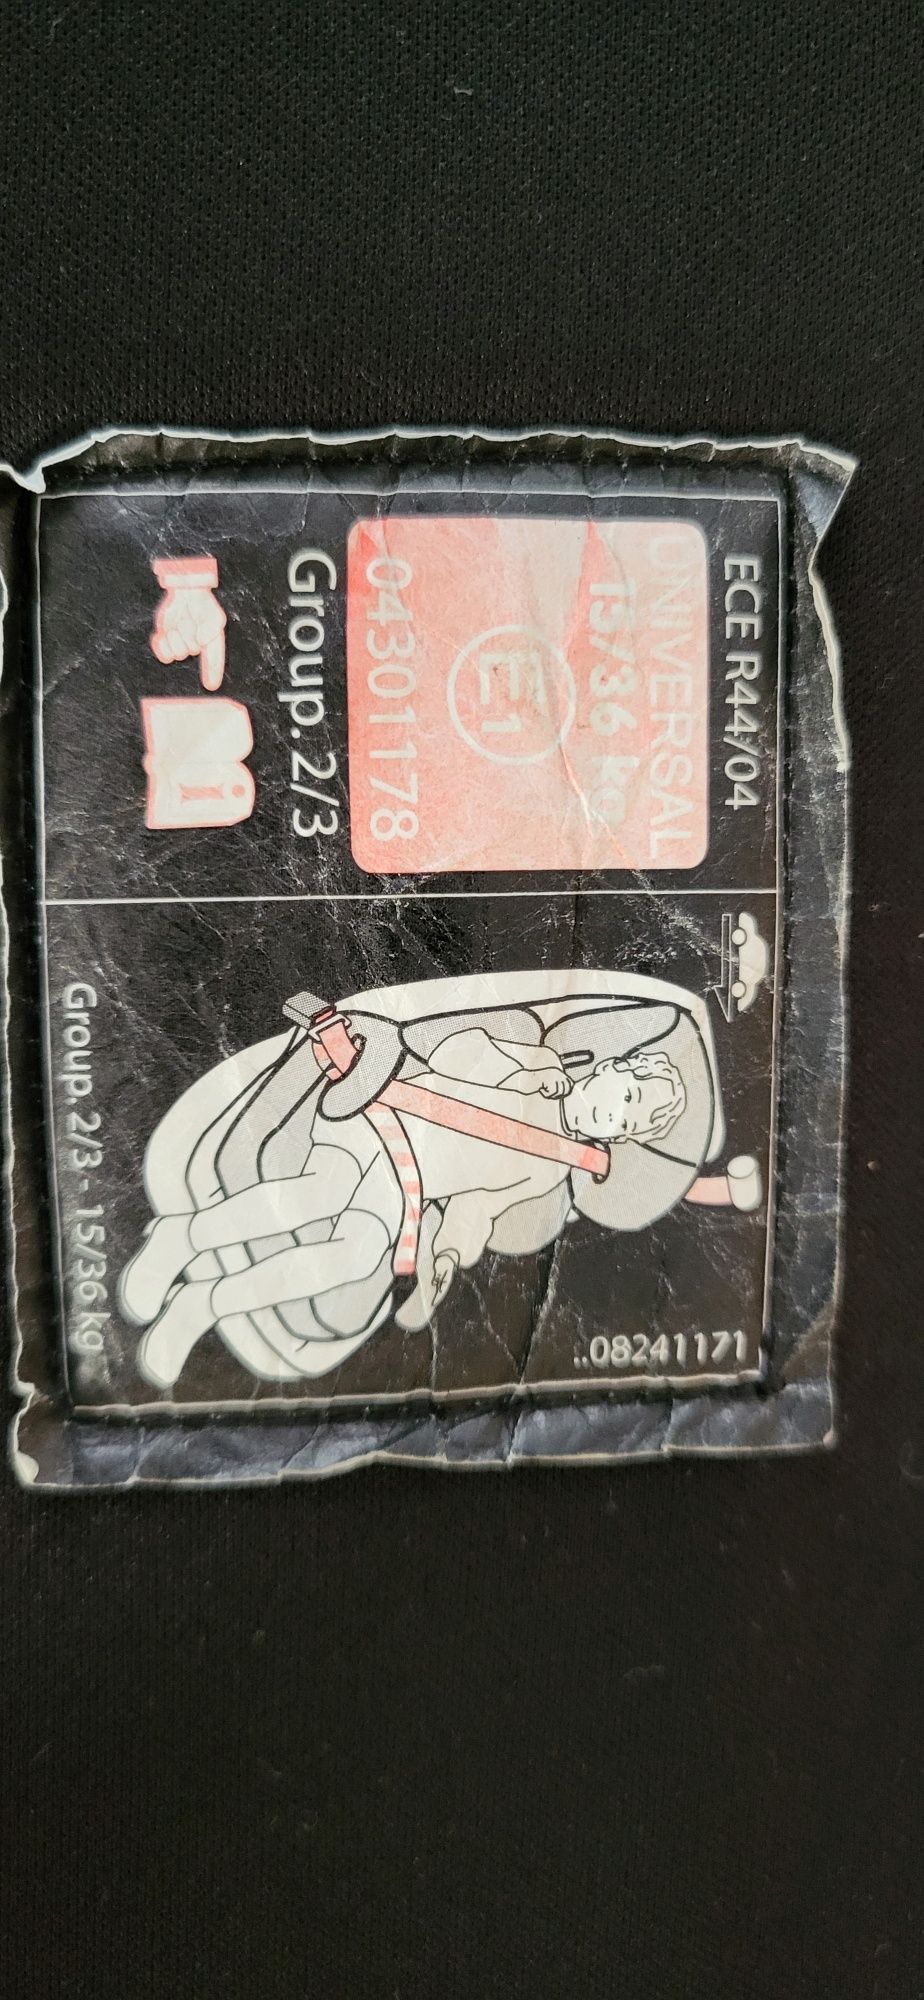 ECE R44/04
UNIVERSAL
15/36 kg
E1
04301178
Group. 2/3
i
..08241171
Group. 2/3 - 15/36 kg